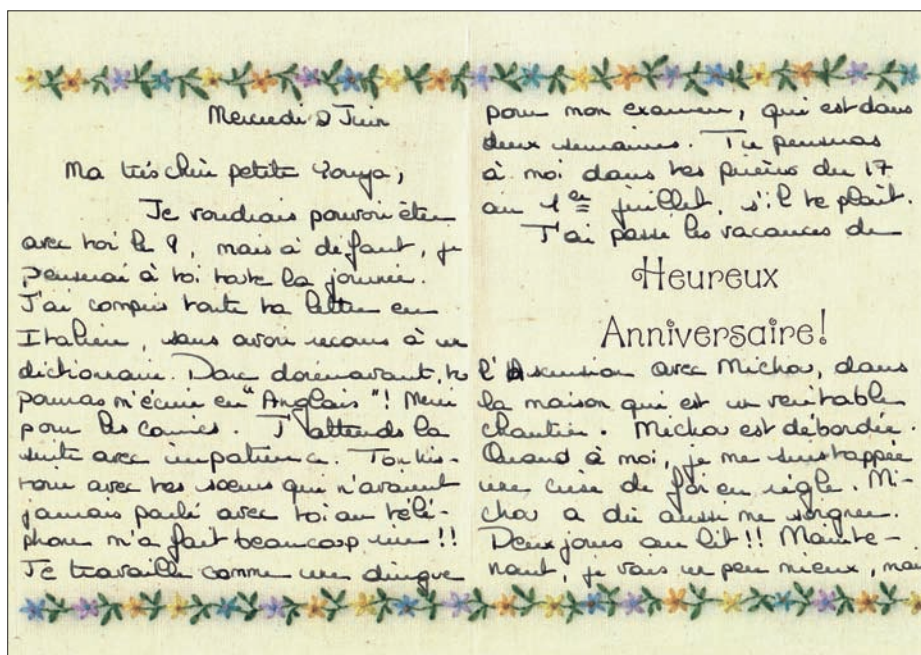 Mercredi 2 Juin
Ma très chère petite Youya,
Je voudrais pouvoir être
avec toi le 9, mais à défaut, je
penserai à toi toute la journée.
J'ai compris toute ta lettre en
Italien, sans avoir recours à un
dictionnaire. Donc dorénavant, tu
pourras m'écrire en "Anglais"! Merci
pour les
J'attends la
suite avec impatience. Ton his-
toire avec tes sœurs qui n'avaient
jamais parlé avec toi au télé-
phone m'a fait beaucoup rire!!
Je travaille comme une dingue
pour mon examen, qui est dans
deux semaines. Tu penseras
à moi dans tes prières du 17
au 1er juillet, s'il te plaît.
J'ai passé les vacances de
Heureux
Anniversaire!
l'Ascension avec Michou, dans
la maison qui est un véritable
chantier. Michou est débordée.
Quand à moi, je me suis tappée
une crise de foi en règle. Mi-
chou a dû aussi me soigner.
Deux jours au lit!! Mainte-
nant, je vais un peu mieux, mais